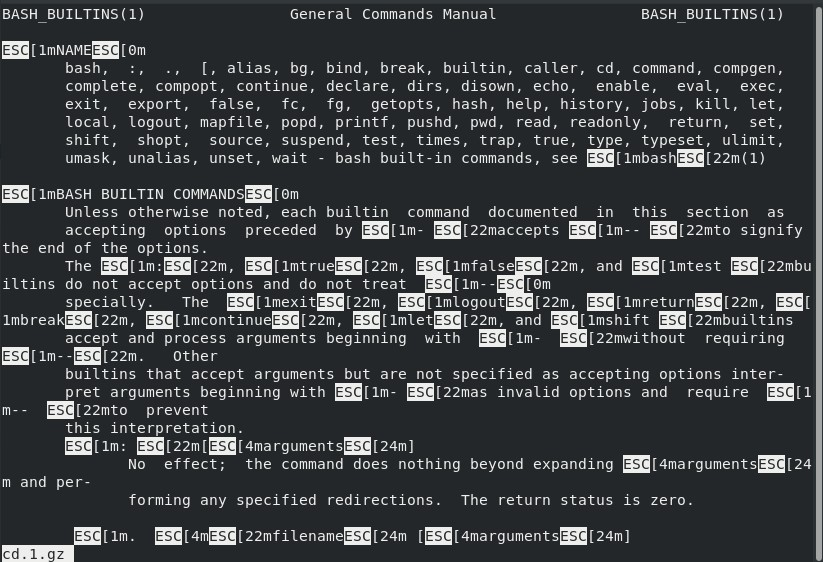 BASH_BUILTINS(1)                General Commands Manual                BASH_BUILTINS(1)
ESC[1mNAMEESC[0m
bash,  :,  .,  [, alias, bg, bind, break, builtin, caller, cd, command, compgen,
complete, compopt, continue, declare, dirs, disown, echo,  enable,  eval,  exec,
exit,  export,  false,  fc,  fg,  getopts, hash, help, history, jobs, kill, let,
local, logout, mapfile, popd, printf, pushd, pwd, read, readonly,  return,  set,
shift,  shopt,  source, suspend, test, times, trap, true, type, typeset, ulimit,
umask, unalias, unset, wait - bash built-in commands, see ESC[1mbashESC[22m(1)
ESC[1mBASH BUILTIN COMMANDSESC[0m
Unless otherwise noted, each builtin  command  documented  in  this  section  as
accepting  options  preceded  by ESC[1m- ESC[22maccepts ESC[1m-- ESC[22mto signify
the end of the options.
The ESC[1m:ESC[22m, ESC[1mtrueESC[22m, ESC[1mfalseESC[22m, and ESC[1mtest ESC[22mbu
iltins do not accept options and do not treat  ESC[1m--ESC[0m
specially.   The  ESC[1mexitESC[22m, ESC[1mlogoutESC[22m, ESC[1mreturnESC[22m, ESC[
1mbreakESC[22m, ESC[1mcontinueESC[22m, ESC[1mletESC[22m, and ESC[1mshift ESC[22mbuiltins
accept and process arguments beginning  with  ESC[1m-  ESC[22mwithout  requiring
ESC[1m--ESC[22m.   Other
builtins that accept arguments but are not specified as accepting options inter-
pret arguments beginning with ESC[1m- ESC[22mas invalid options and  require  ESC[1
m--  ESC[22mto  prevent
this interpretation.
ESC[1m: ESC[22m[ESC[4margumentsESC[24m]
No  effect;  the command does nothing beyond expanding ESC[4margumentsESC[24
m and per-
forming any specified redirections.  The return status is zero.
ESC[1m.  ESC[4mESC[22mfilenameESC[24m [ESC[4margumentsESC[24m]
cd.1.gz